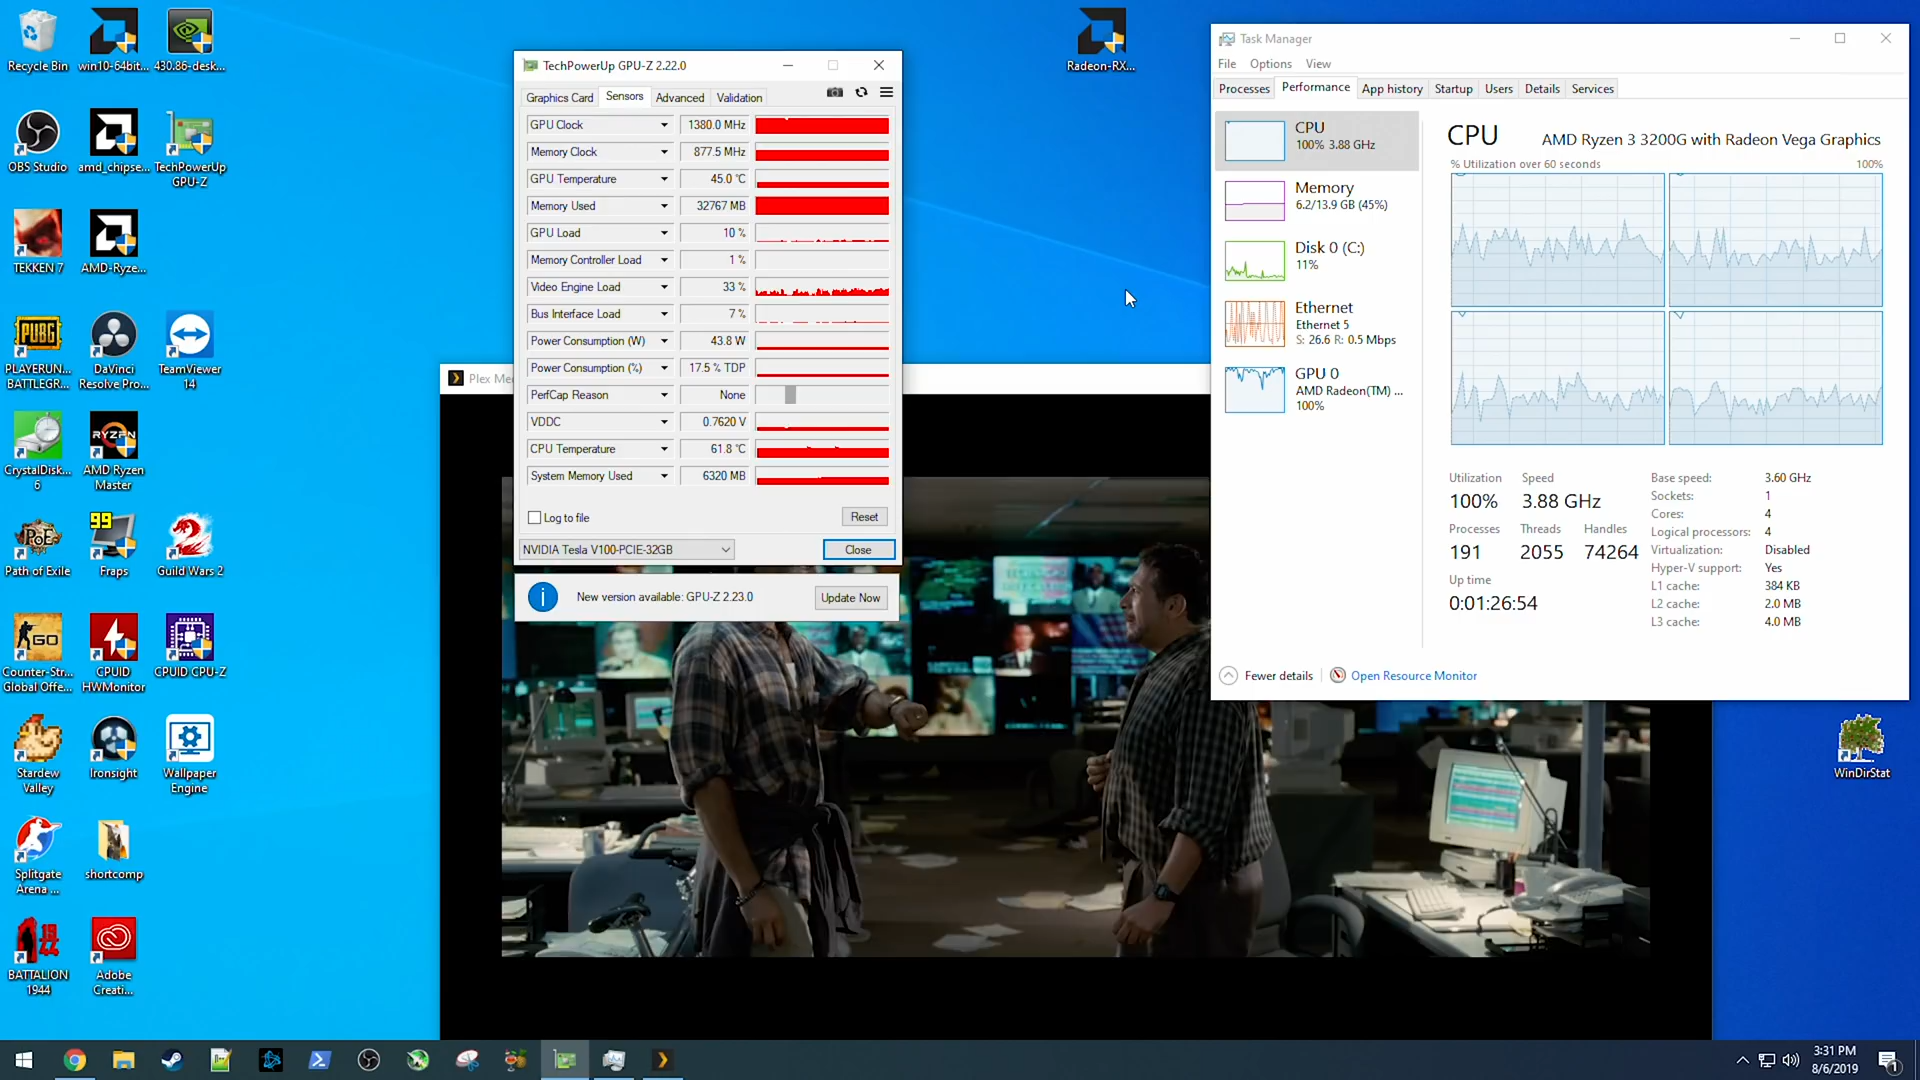 Recycle Bin
win10-64bit...
430.86-desk...
OBS Studio
amd_chipse...
TechPowerUp
GPU-Z
TEKKEN 7
AMD-Ryze...
PUBG
PLAYERUN...
BATTLEGR...
DaVinci
Resolve Pro...
TeamViewer
14
CrystalDisk...
6
RYZEN
AMD Ryzen
Master
PoE
Path of Exile
99
Fraps
Guild Wars 2
GO
Counter-Str...
Global Offe...
CPUID
HWMonitor
CPUID CPU-Z
Stardew
Valley
Ironsight
Wallpaper
Engine
Splitgate
Arena ...
shortcomp
BATTALION
1944
Adobe
Creati...
Radeon-RX...
WinDirStat
TechPowerUp GPU-Z 2.22.0
Graphics Card Sensors Advanced Validation
GPU Clock 1380.0 MHz
Memory Clock 877.5 MHz
GPU Temperature 45.0 °C
Memory Used 32767 MB
GPU Load 10 %
Memory Controller Load 1 %
Video Engine Load 33 %
Bus Interface Load 7 %
Power Consumption (W) 43.8 W
Power Consumption (%) 17.5 % TDP
PerfCap Reason None
VDDC 0.7620 V
CPU Temperature 61.8 °C
System Memory Used 6320 MB
Log to file Reset
NVIDIA Tesla V100-PCIE-32GB Close
New version available: GPU-Z 2.23.0 Update Now
Plex Me
Task Manager
File Options View
Processes Performance App history Startup Users Details Services
CPU
100% 3.88 GHz
Memory
6.2/13.9 GB (45%)
Disk 0 (C:)
11%
Ethernet
Ethernet 5
S: 26.6 R: 0.5 Mbps
GPU 0
AMD Radeon(TM) ...
100%
CPU AMD Ryzen 3 3200G with Radeon Vega Graphics
% Utilization over 60 seconds 100%
Utilization Speed
100% 3.88 GHz
Processes Threads Handles
191 2055 74264
Up time
0:01:26:54
Base speed: 3.60 GHz
Sockets: 1
Cores: 4
Logical processors: 4
Virtualization: Disabled
Hyper-V support: Yes
L1 cache: 384 KB
L2 cache: 2.0 MB
L3 cache: 4.0 MB
Fewer details Open Resource Monitor
3:31 PM
8/6/2019
1